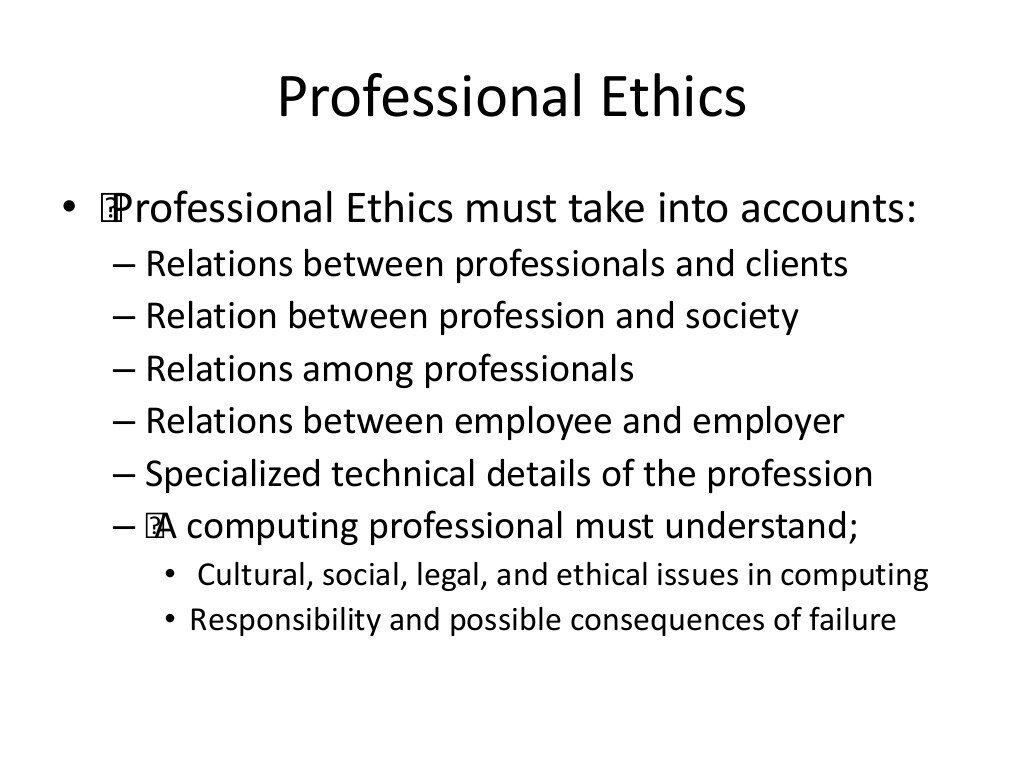 Professional Ethics
• Professional Ethics must take into accounts:
– Relations between professionals and clients
– Relation between profession and society
– Relations among professionals
– Relations between employee and employer
– Specialized technical details of the profession
– A computing professional must understand;
• Cultural, social, legal, and ethical issues in computing
• Responsibility and possible consequences of failure